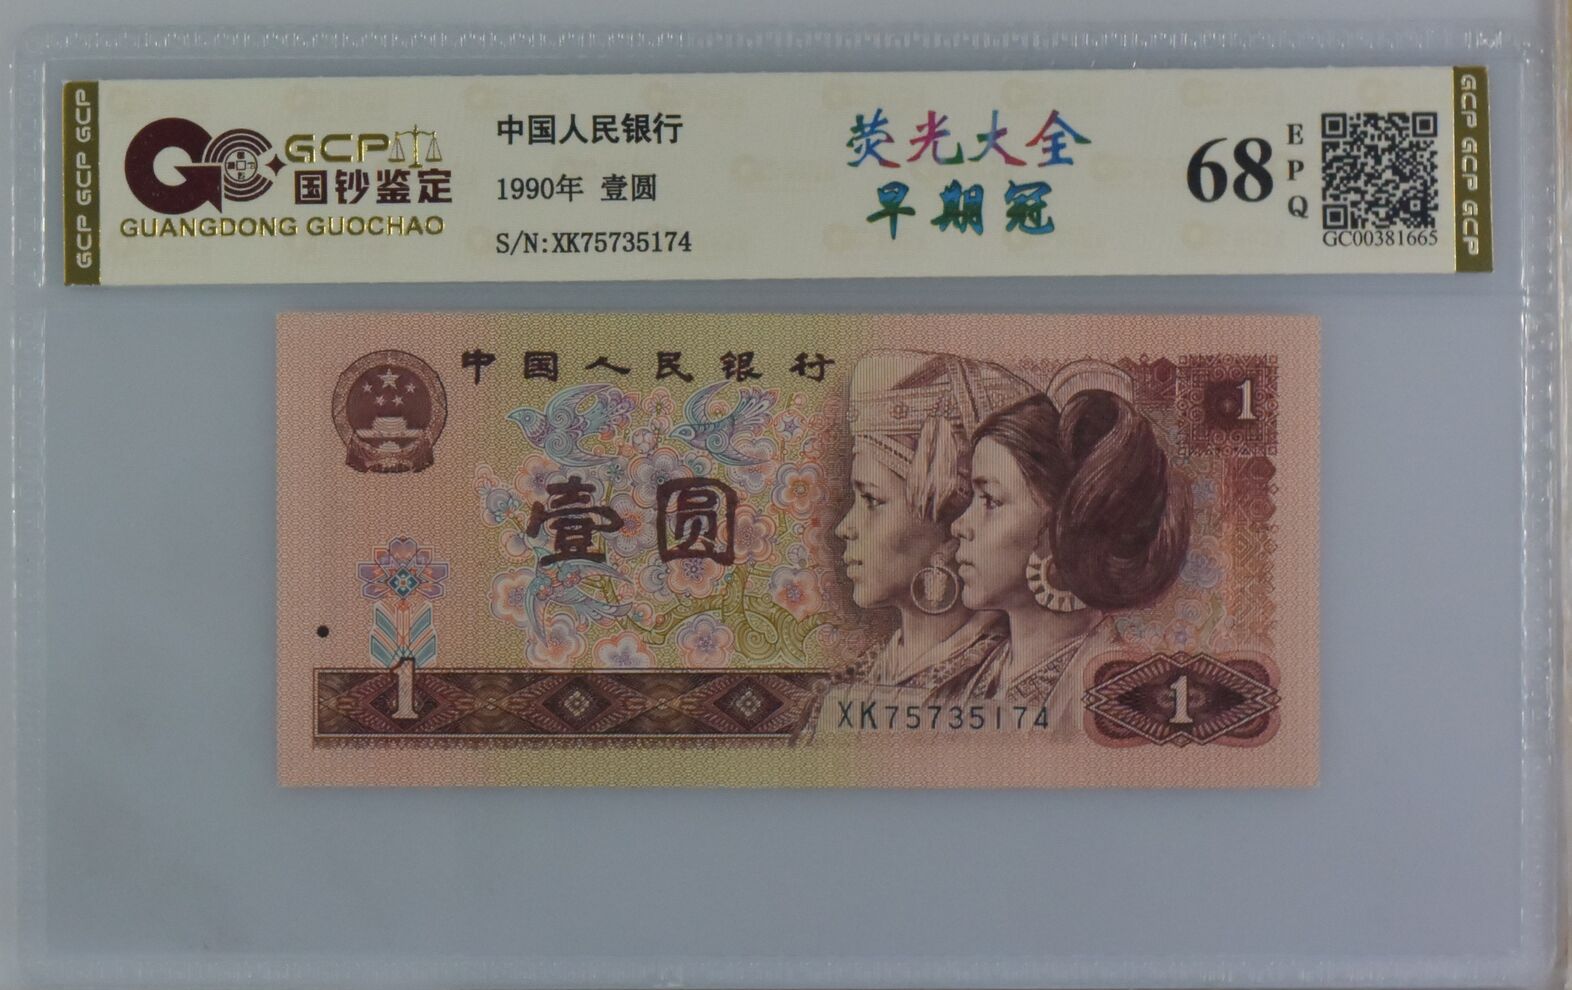 GCP GCP GCP
GCP
国钞鉴定
GUANGDONG GUOCHAO
中国人民银行
1990年 壹圆
S/N:XK75735174
荧光大全
早期冠
68
EPQ
GC00381665
GCP GCP GCP
中国人民银行
1
壹圆
1
XK75735174
1